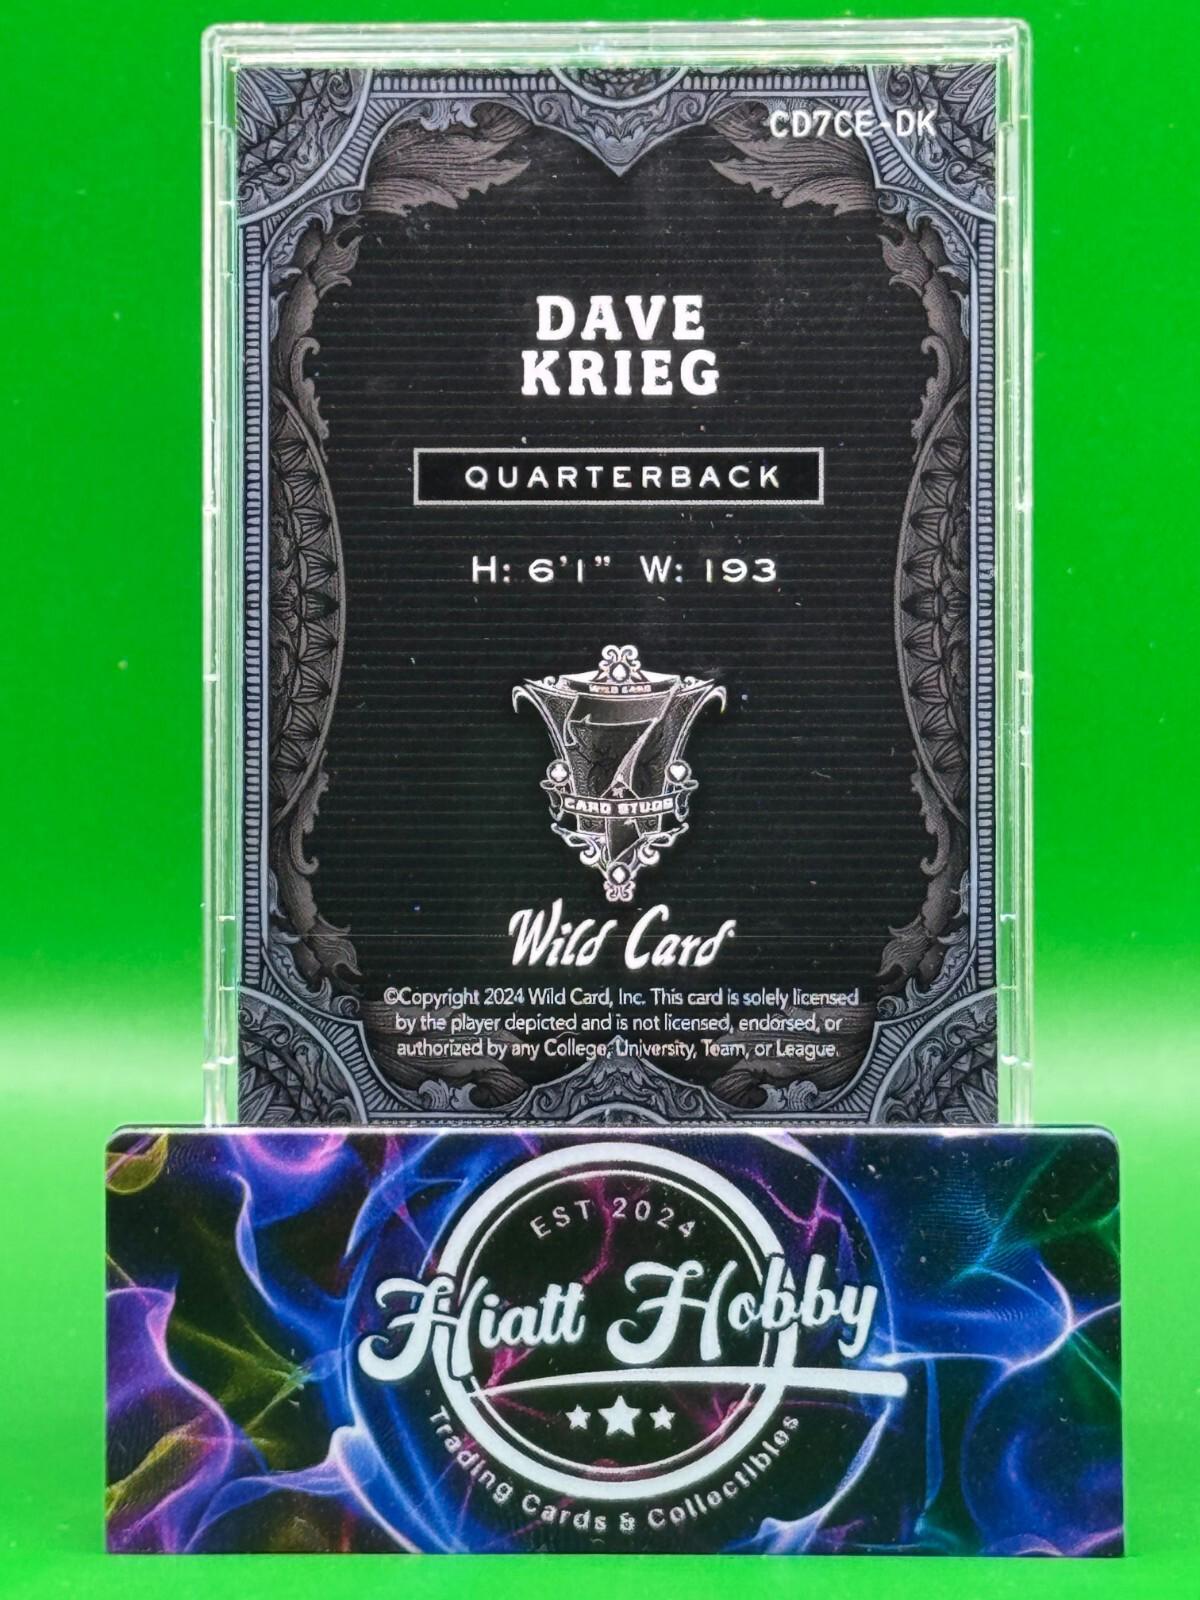 CD7CE-DK
DAVE
KRIEG
QUARTERBACK
H: 6'1" W: 193
WILD CARD
7
CARD STUDS
Wild Card
©Copyright 2024 Wild Card, Inc. This card is solely licensed
by the player depicted and is not licensed, endorsed, or
authorized by any College, University, Team, or League.
EST 2024
Hiatt Hobby
Trading Cards & Collectibles